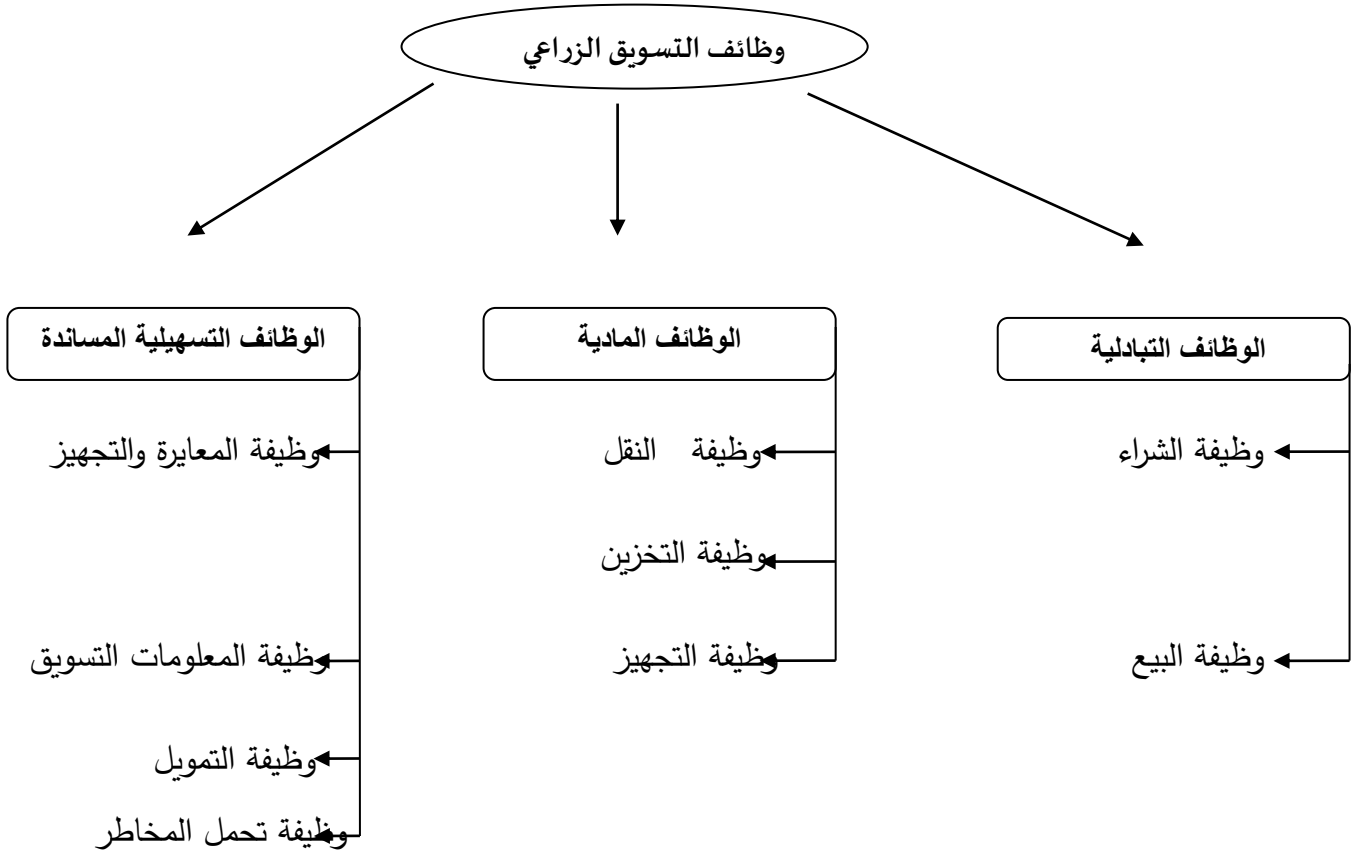 وظائف التسويق الزراعي
الوظائف التبادلية
وظيفة الشراء
وظيفة البيع
الوظائف المادية
وظيفة النقل
وظيفة التخزين
وظيفة التجهيز
الوظائف التسهيلية المساندة
وظيفة المعايرة والتجهيز
وظيفة المعلومات التسويق
وظيفة التمويل
وظيفة تحمل المخاطر